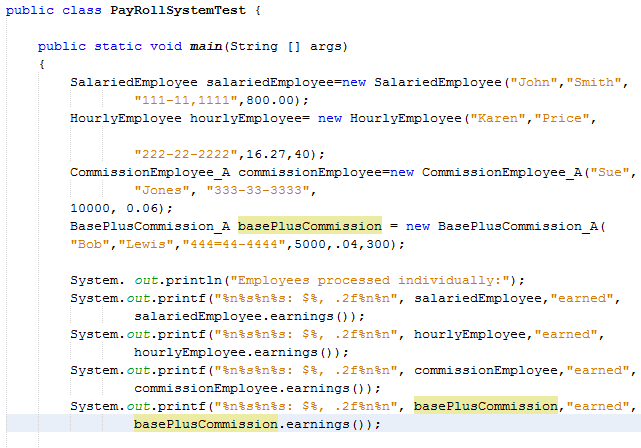 public class PayRollSystemTest {
public static void main(String [] args)
{
SalariedEmployee salariedEmployee=new SalariedEmployee("John","Smith",
"111-11,1111",800.00);
HourlyEmployee hourlyEmployee= new HourlyEmployee("Karen","Price",
"222-22-2222",16.27,40);
CommissionEmployee_A commissionEmployee=new CommissionEmployee_A("Sue",
"Jones", "333-33-3333",
10000, 0.06);
BasePlusCommission_A basePlusCommission = new BasePlusCommission_A(
"Bob","Lewis","444=44-4444",5000,.04,300);
System. out.println("Employees processed individually:");
System.out.printf("%n%s%n%s: $%, .2f%n%n", salariedEmployee,"earned",
salariedEmployee.earnings());
System.out.printf("%n%s%n%s: $%, .2f%n%n", hourlyEmployee,"earned",
hourlyEmployee.earnings());
System.out.printf("%n%s%n%s: $%, .2f%n%n", commissionEmployee,"earned",
commissionEmployee.earnings());
System.out.printf("%n%s%n%s: $%, .2f%n%n", basePlusCommission,"earned",
basePlusCommission.earnings());